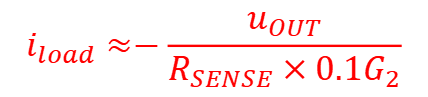 i_load ≈ − u_OUT / (R_SENSE × 0.1G_2)